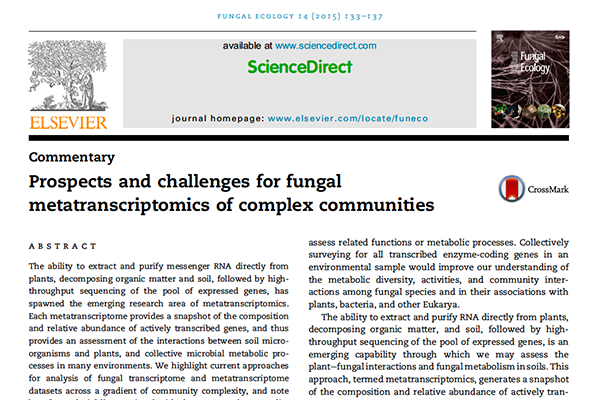 FUNGAL ECOLOGY 14 (2015) 133–137
available at www.sciencedirect.com
ScienceDirect
journal homepage: www.elsevier.com/locate/funeco
ELSEVIER
Fungal
Ecology
Commentary
Prospects and challenges for fungal
metatranscriptomics of complex communities
CrossMark
ABSTRACT
The ability to extract and purify messenger RNA directly from
plants, decomposing organic matter and soil, followed by high-
throughput sequencing of the pool of expressed genes, has
spawned the emerging research area of metatranscriptomics.
Each metatranscriptome provides a snapshot of the composition
and relative abundance of actively transcribed genes, and thus
provides an assessment of the interactions between soil micro-
organisms and plants, and collective microbial metabolic pro-
cesses in many environments. We highlight current approaches
for analysis of fungal transcriptome and metatranscriptome
datasets across a gradient of community complexity, and note
assess related functions or metabolic processes. Collectively
surveying for all transcribed enzyme-coding genes in an
environmental sample would improve our understanding of
the metabolic diversity, activities, and community inter-
actions among fungal species and in their associations with
plants, bacteria, and other Eukarya.
The ability to extract and purify RNA directly from plants,
decomposing organic matter, and soil, followed by high-
throughput sequencing of the pool of expressed genes, is an
emerging capability through which we may assess the
plant–fungal interactions and fungal metabolism in soils. This
approach, termed metatranscriptomics, generates a snapshot
of the composition and relative abundance of actively tran-